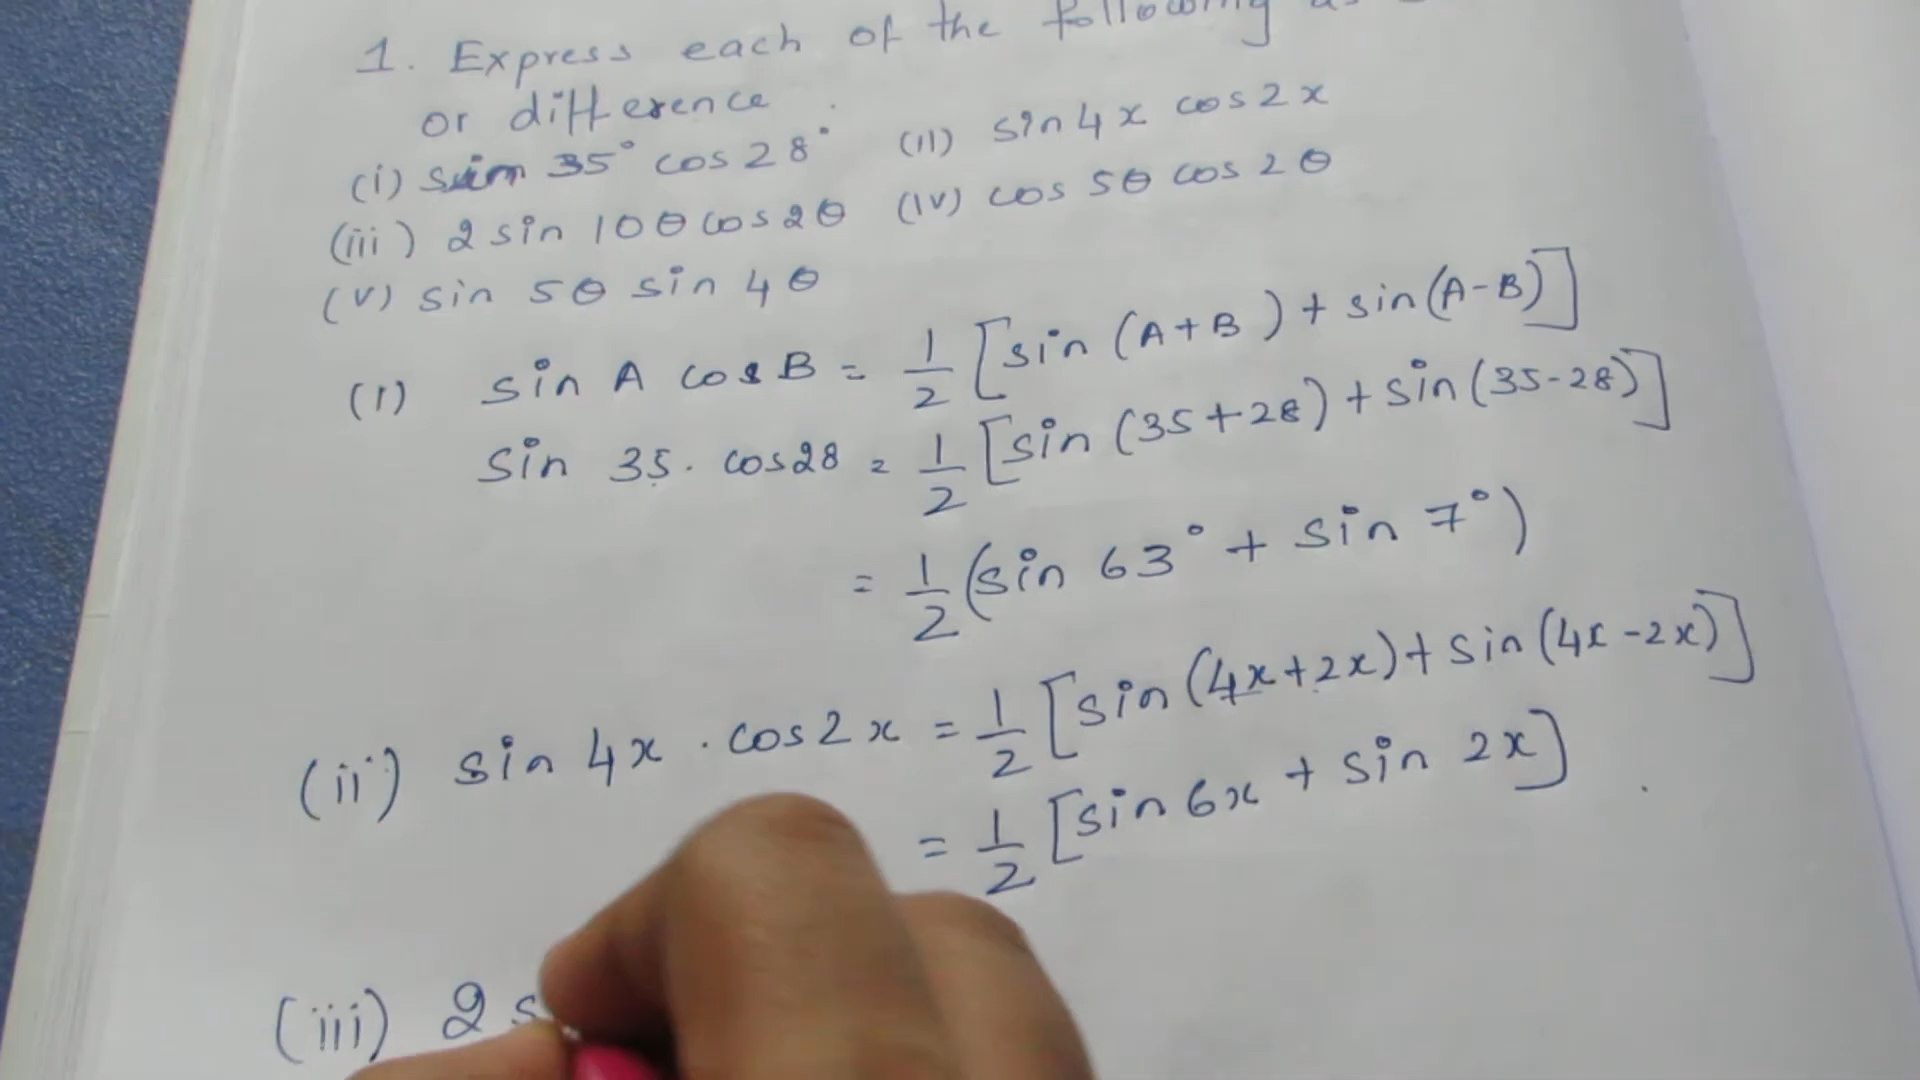 1. Express each of the following
or difference
(i) sin 35° cos 28° (ii) sin 4x cos 2x
(iii) 2 sin 10θ cos 2θ (iv) cos 5θ cos 2θ
(v) sin 5θ sin 4θ
(1) sin A cos B = 1/2 [sin (A+B) + sin (A-B)]
sin 35 . cos 28 = 1/2 [sin (35+28) + sin (35-28)]
= 1/2 (sin 63° + sin 7°)
(ii) sin 4x . cos 2x = 1/2 [sin (4x+2x) + sin (4x-2x)]
= 1/2 [sin 6x + sin 2x]
(iii) 2 s